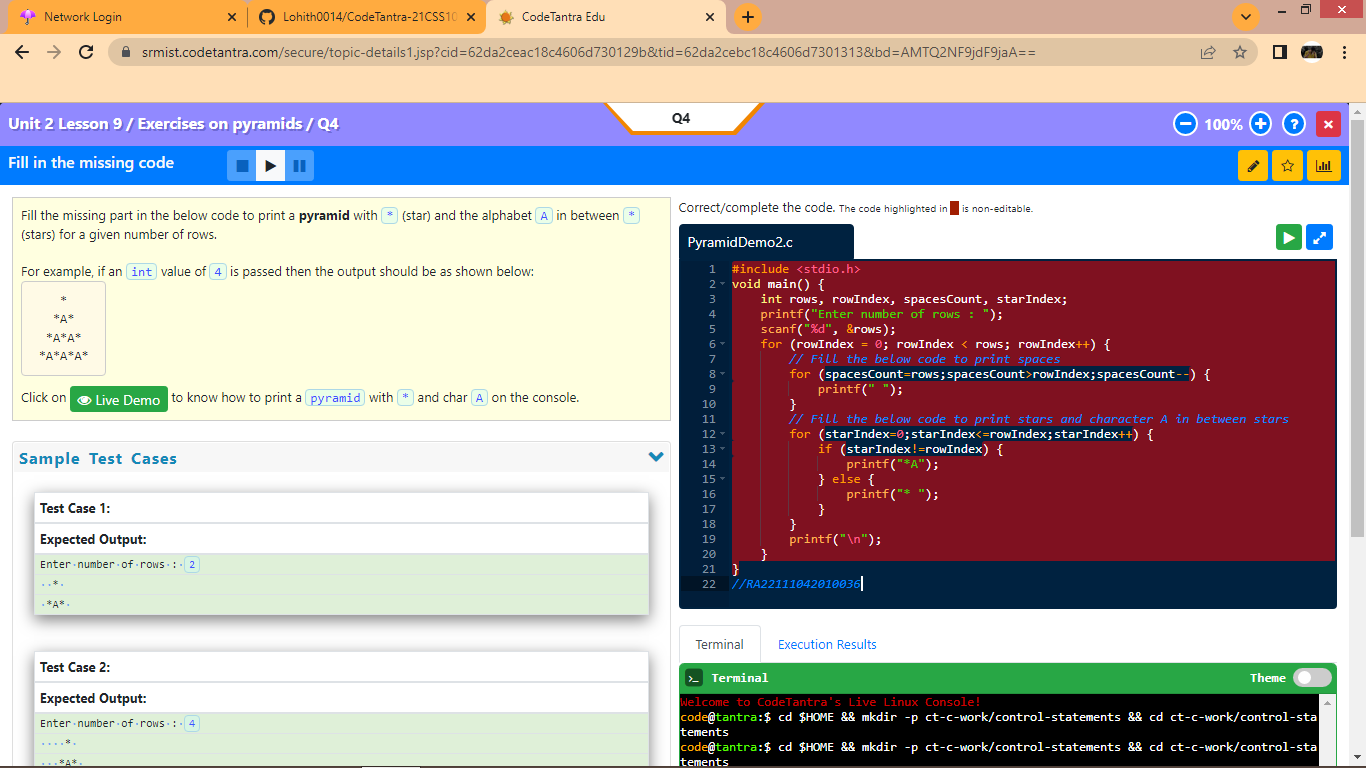 Network Login
Lohith0014/CodeTantra-21CSS10
CodeTantra Edu
srmist.codetantra.com/secure/topic-details1.jsp?cid=62da2ceac18c4606d730129b&tid=62da2cebc18c4606d7301313&bd=AMTQ2NF9jdF9jaA==
Unit 2 Lesson 9 / Exercises on pyramids / Q4
Q4
100%
?
Fill in the missing code
Fill the missing part in the below code to print a pyramid with * (star) and the alphabet A in between *
(stars) for a given number of rows.
For example, if an int value of 4 is passed then the output should be as shown below:
*
*A*
*A*A*
*A*A*A*
Click on Live Demo to know how to print a pyramid with * and char A on the console.
Sample Test Cases
Test Case 1:
Expected Output:
Enter·number·of·rows·:·2
··*·
·*A*·
Test Case 2:
Expected Output:
Enter·number·of·rows·:·4
····*·
···*A*·
Correct/complete the code. The code highlighted in is non-editable.
PyramidDemo2.c
1 #include <stdio.h>
2 void main() {
3 int rows, rowIndex, spacesCount, starIndex;
4 printf("Enter number of rows : ");
5 scanf("%d", &rows);
6 for (rowIndex = 0; rowIndex < rows; rowIndex++) {
7 // Fill the below code to print spaces
8 for (spacesCount=rows;spacesCount>rowIndex;spacesCount--) {
9 printf(" ");
10 }
11 // Fill the below code to print stars and character A in between stars
12 for (starIndex=0;starIndex<=rowIndex;starIndex++) {
13 if (starIndex!=rowIndex) {
14 printf("*A");
15 } else {
16 printf("* ");
17 }
18 }
19 printf("\n");
20 }
21 }
22 //RA22111042010036
Terminal
Execution Results
Terminal
Theme
Welcome to CodeTantra's Live Linux Console!
code@tantra:$ cd $HOME && mkdir -p ct-c-work/control-statements && cd ct-c-work/control-sta
tements
code@tantra:$ cd $HOME && mkdir -p ct-c-work/control-statements && cd ct-c-work/control-sta
tements